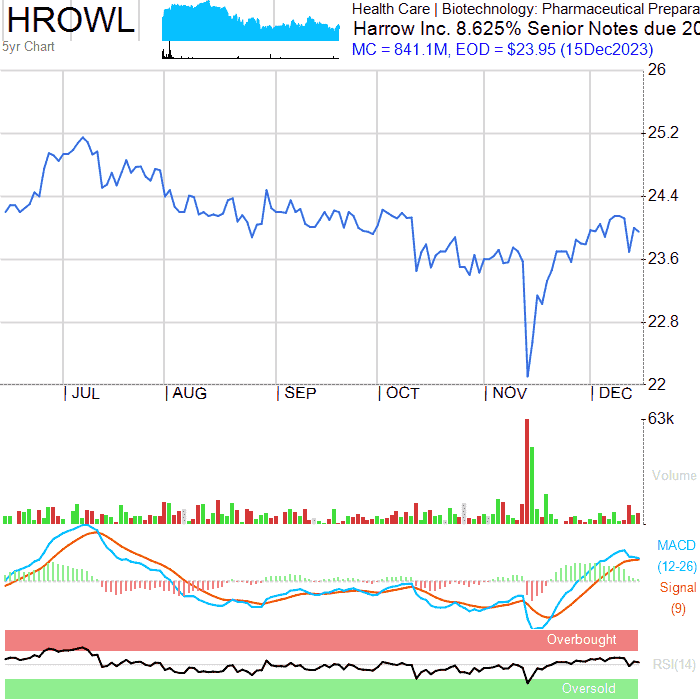 HROWL
5yr Chart
Health Care | Biotechnology: Pharmaceutical Prepara
Harrow Inc. 8.625% Senior Notes due 20
MC = 841.1M, EOD = $23.95 (15Dec2023)
26
25.2
24.4
23.6
22.8
22
JUL AUG SEP OCT NOV DEC
63k
Volume
MACD
(12-26)
Signal
(9)
Overbought
RSI(14)
Oversold